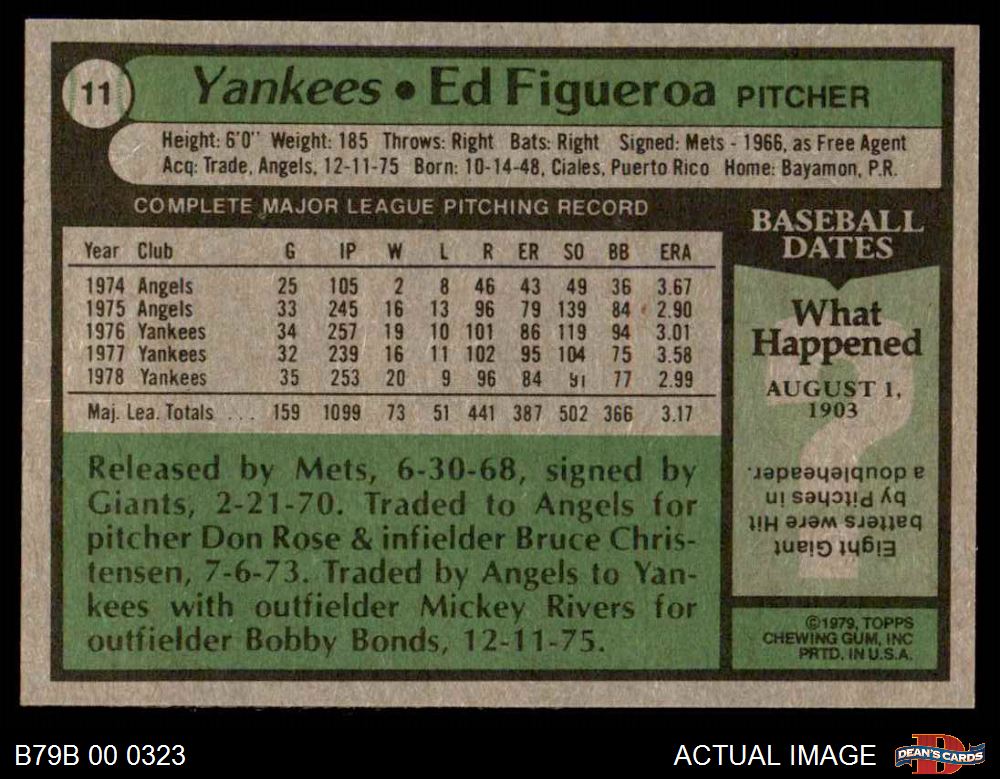 11
Yankees • Ed Figueroa PITCHER
Height: 6'0" Weight: 185 Throws: Right Bats: Right Signed: Mets - 1966, as Free Agent
Acq: Trade, Angels, 12-11-75 Born: 10-14-48, Ciales, Puerto Rico Home: Bayamon, P.R.
COMPLETE MAJOR LEAGUE PITCHING RECORD
Year Club G IP W L R ER SO BB ERA
1974 Angels 25 105 2 8 46 43 49 36 3.67
1975 Angels 33 245 16 13 96 79 139 84 2.90
1976 Yankees 34 257 19 10 101 86 119 94 3.01
1977 Yankees 32 239 16 11 102 95 104 75 3.58
1978 Yankees 35 253 20 9 96 84 91 77 2.99
Maj. Lea. Totals ... 159 1099 73 51 441 387 502 366 3.17
Released by Mets, 6-30-68, signed by
Giants, 2-21-70. Traded to Angels for
pitcher Don Rose & infielder Bruce Chris-
tensen, 7-6-73. Traded by Angels to Yan-
kees with outfielder Mickey Rivers for
outfielder Bobby Bonds, 12-11-75.
BASEBALL
DATES
What
Happened
AUGUST 1,
1903
?
Eight Giant
batters were Hit
by Pitches in
a doubleheader.
©1979, TOPPS
CHEWING GUM, INC
PRTD. IN U.S.A.
B79B 00 0323
ACTUAL IMAGE
D
DEAN'S CARDS